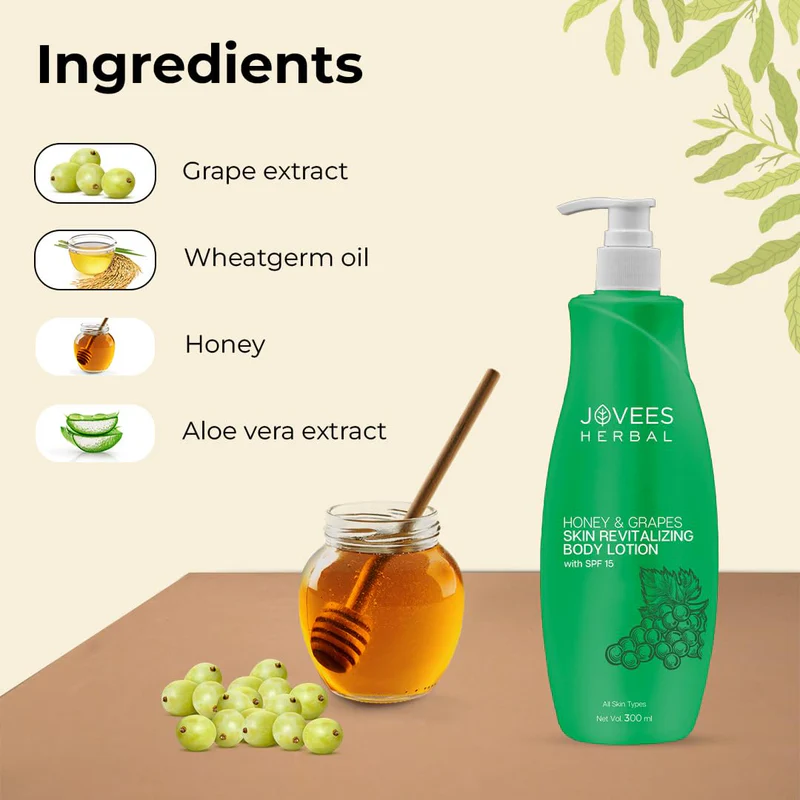 Ingredients
Grape extract
Wheatgerm oil
Honey
Aloe vera extract
JOVEES
HERBAL
HONEY & GRAPES
SKIN REVITALIZING
BODY LOTION
with SPF 15
All Skin Types
Net Vol. 300 ml